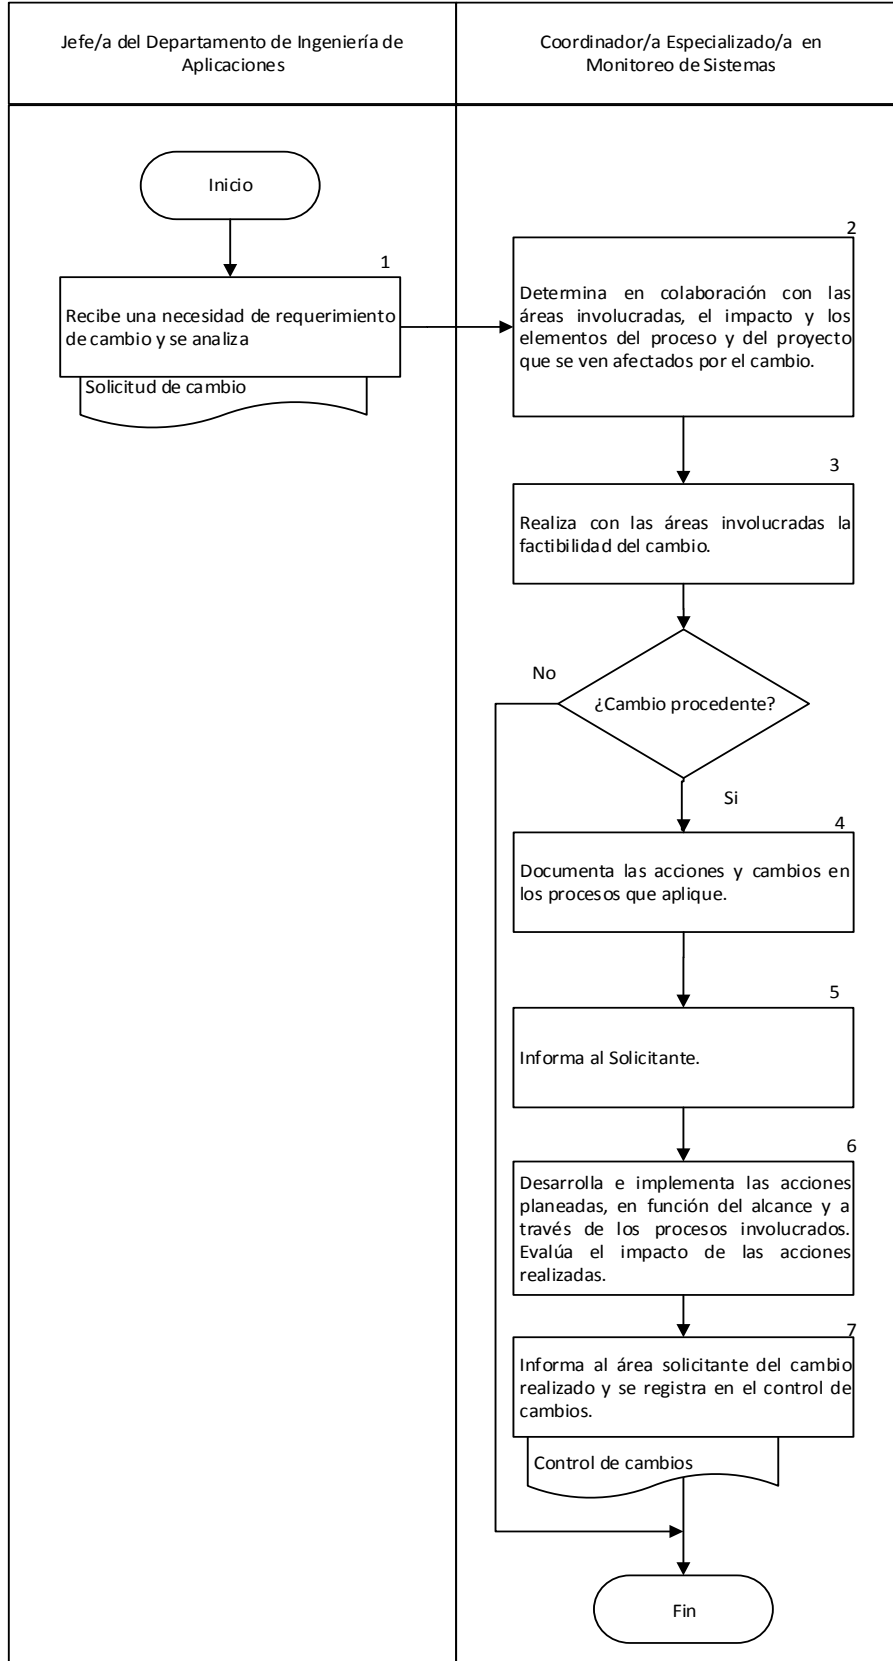 Jefe/a del Departamento de Ingeniería de
Aplicaciones
Coordinador/a Especializado/a en
Monitoreo de Sistemas
Inicio
1
Recibe una necesidad de requerimiento
de cambio y se analiza
Solicitud de cambio
2
Determina en colaboración con las
áreas involucradas, el impacto y los
elementos del proceso y del proyecto
que se ven afectados por el cambio.
3
Realiza con las áreas involucradas la
factibilidad del cambio.
No
¿Cambio procedente?
Si
4
Documenta las acciones y cambios en
los procesos que aplique.
5
Informa al Solicitante.
6
Desarrolla e implementa las acciones
planeadas, en función del alcance y a
través de los procesos involucrados.
Evalúa el impacto de las acciones
realizadas.
7
Informa al área solicitante del cambio
realizado y se registra en el control de
cambios.
Control de cambios
Fin